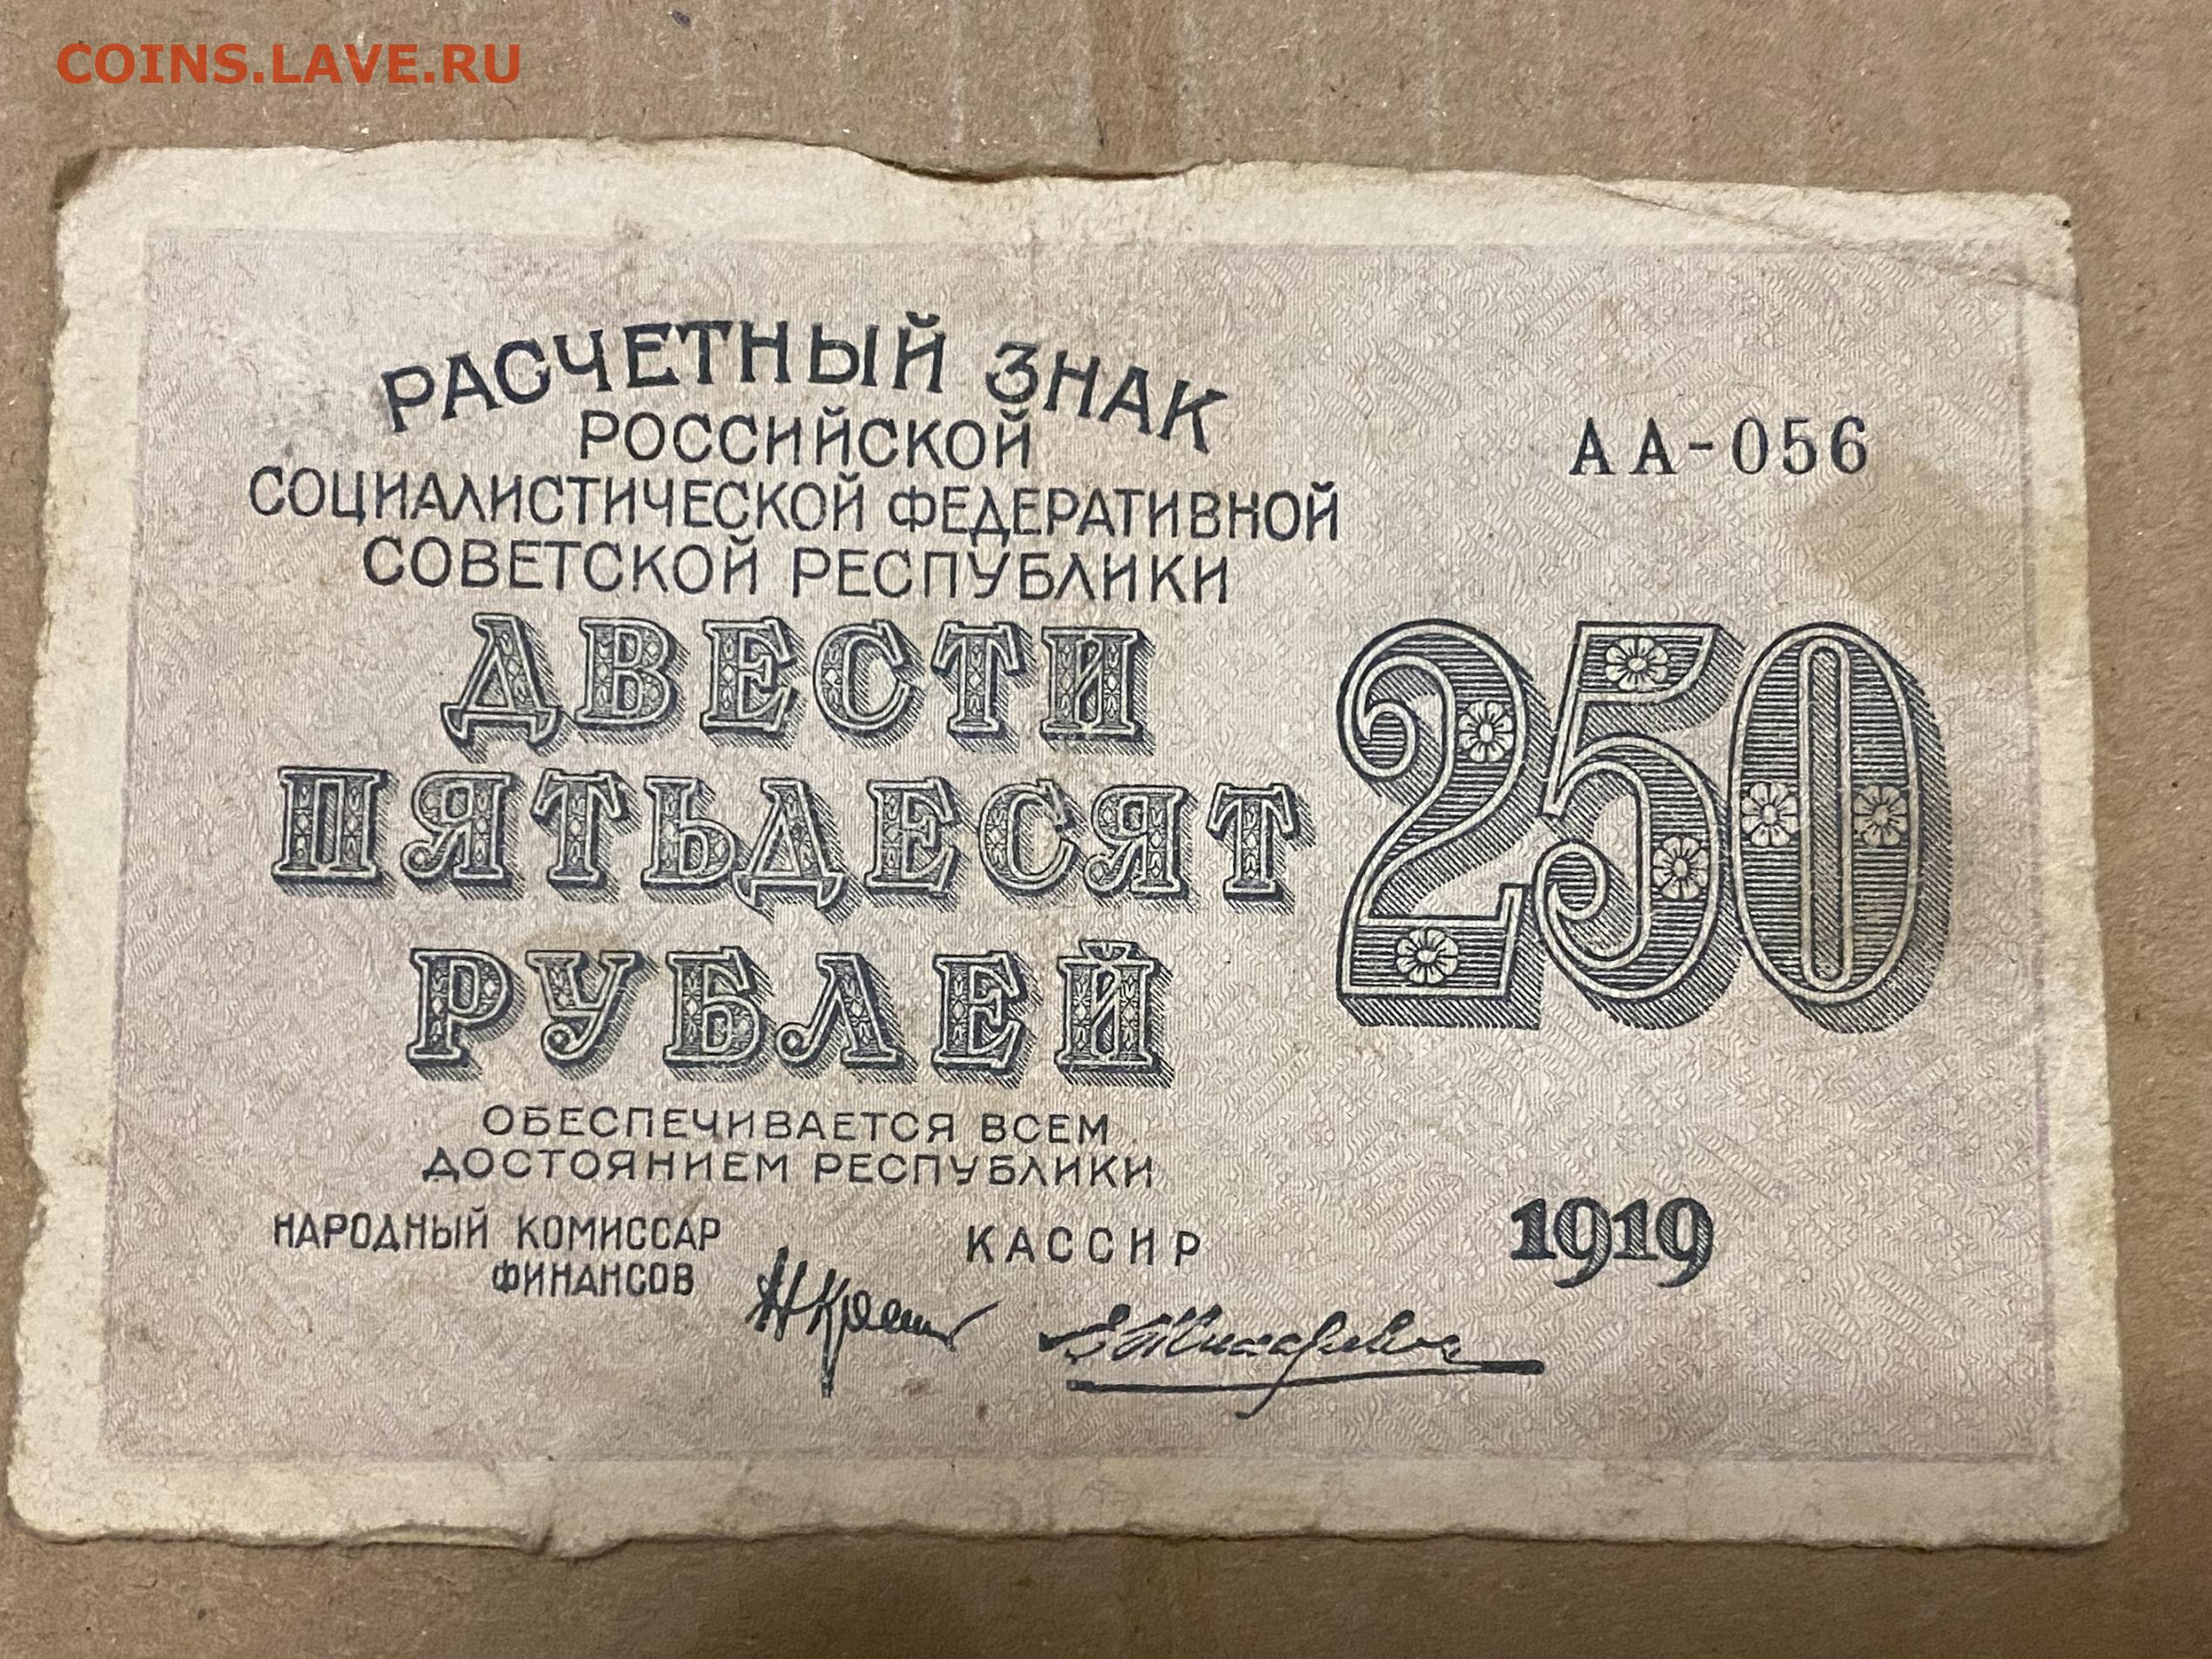 COINS.LAVE.RU
РАСЧЕТНЫЙ ЗНАК
РОССИЙСКОЙ
СОЦИАЛИСТИЧЕСКОЙ ФЕДЕРАТИВНОЙ
СОВЕТСКОЙ РЕСПУБЛИКИ
АА-056
ДВЕСТИ
ПЯТЬДЕСЯТ
РУБЛЕЙ
250
ОБЕСПЕЧИВАЕТСЯ ВСЕМ
ДОСТОЯНИЕМ РЕСПУБЛИКИ
НАРОДНЫЙ КОМИССАР
ФИНАНСОВ
КАССИР
1919